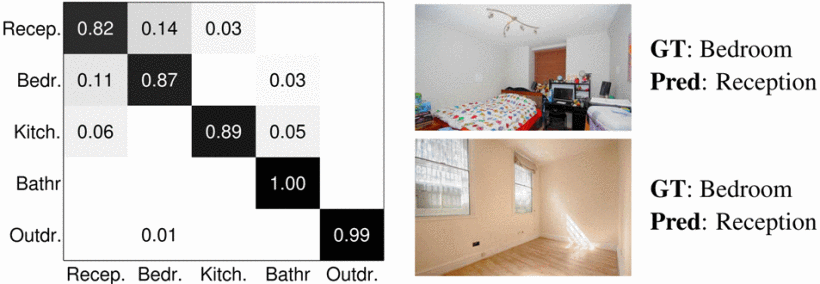 Recep. 0.82 0.14 0.03
Bedr. 0.11 0.87 0.03
Kitch. 0.06 0.89 0.05
Bathr 1.00
Outdr. 0.01 0.99
Recep. Bedr. Kitch. Bathr Outdr.
GT: Bedroom
Pred: Reception
GT: Bedroom
Pred: Reception